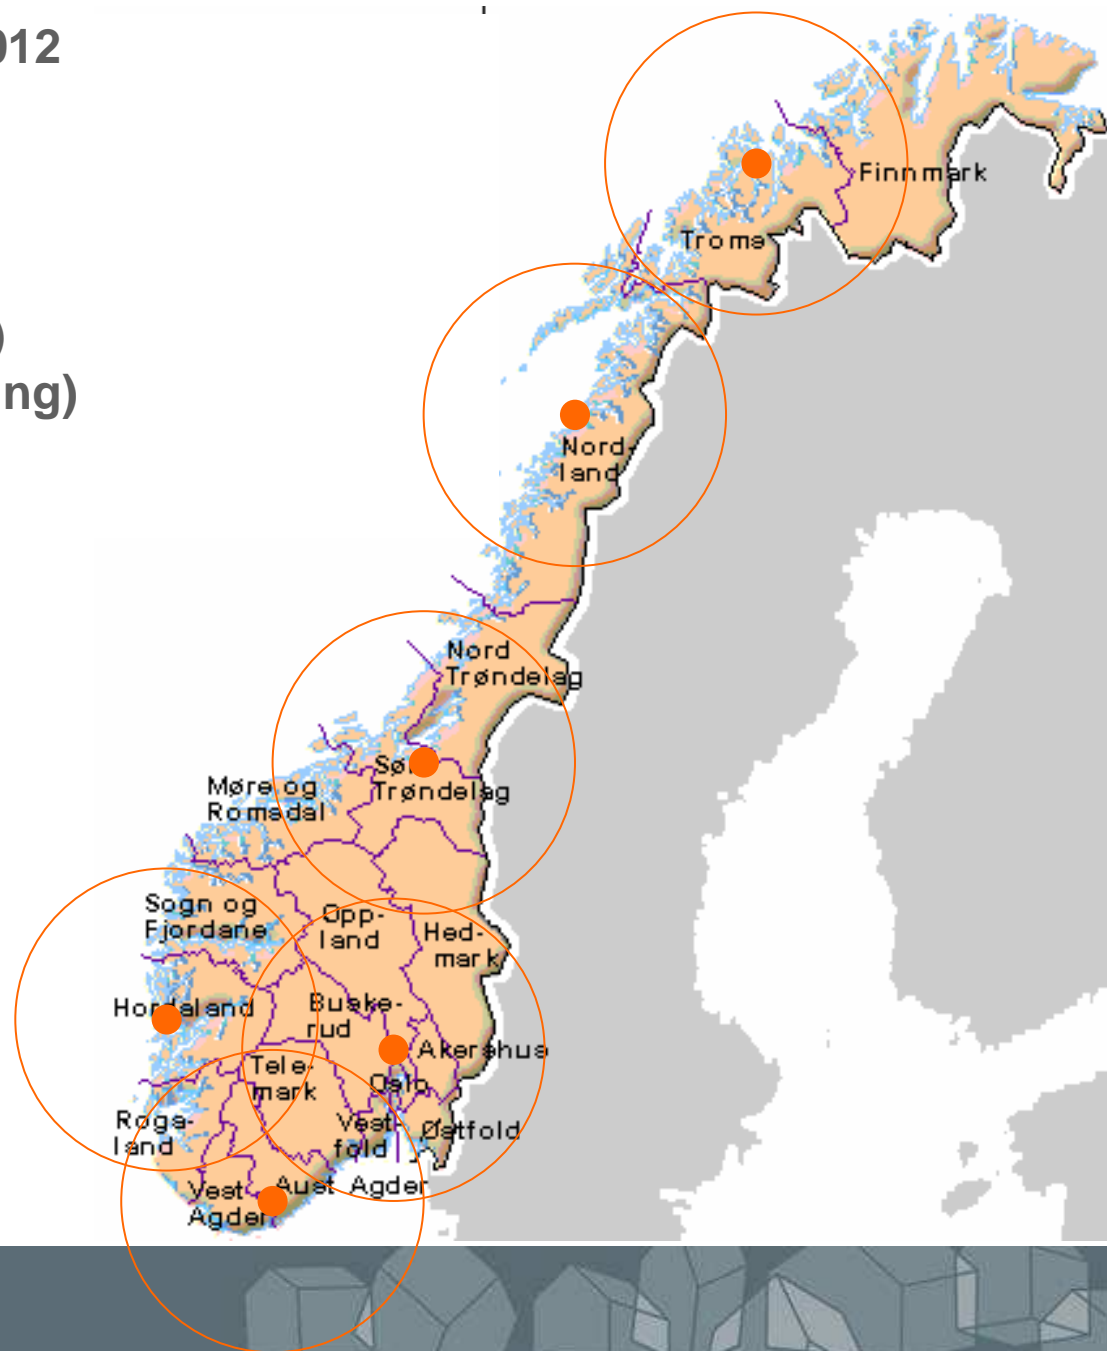 012
)
ng)
Finnmark
Troms
Nord-
land
Nord
Trøndelag
Sør
Trøndelag
Møre og
Romsdal
Sogn og
Fjordane
Opp-
land
Hed-
mark
Hordaland
Buske-
rud
Akershus
Tele-
mark
Oslo
Roga-
land
Vest-
fold
Østfold
Vest
Agder
Aust Agder